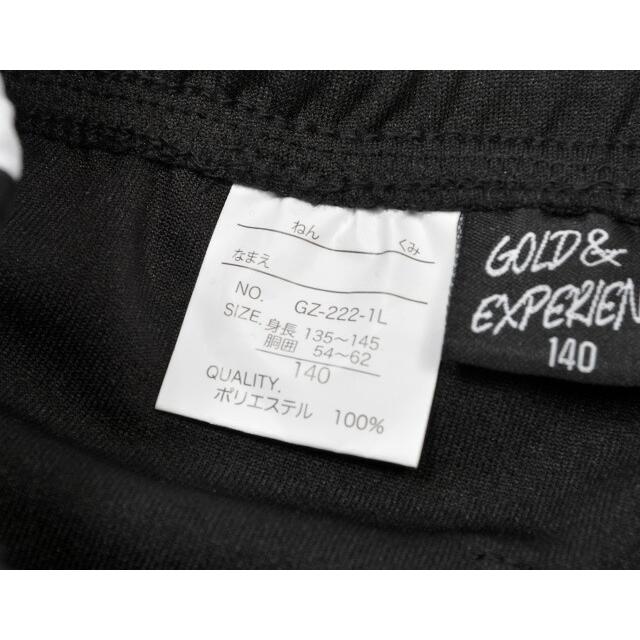 ねん くみ
なまえ
NO. GZ-222-1L
SIZE. 身長 135~145
胴囲 54~62
140
QUALITY.
ポリエステル 100%
GOLD&
EXPERIEN
140